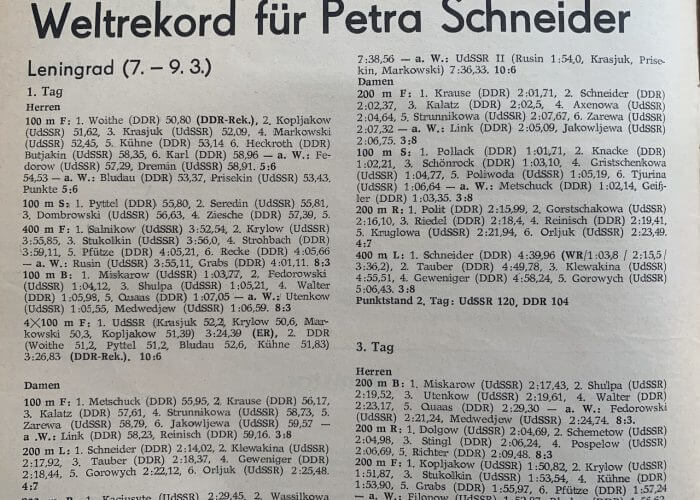 Weltrekord für Petra Schneider
Leningrad (7. – 9. 3.)
1. Tag
Herren
100 m F: 1. Woithe (DDR) 50,80 (DDR-Rek.), 2. Kopljakow
(UdSSR) 51,62, 3. Krasjuk (UdSSR) 52,09, 4. Markowski
(UdSSR) 52,45, 5. Kühne (DDR) 53,14 6. Heckroth (DDR)
Butjakin (UdSSR) 58,35, 6. Karl (DDR) 58,96 — a. W.: Fe-
dorow (UdSSR) 57,29, Dremin (UdSSR) 58,91. 5:6
54,53 — a. W.: Bludau (DDR) 53,37, Prisekin (UdSSR) 53,43,
Punkte 5:6
100 m S: 1. Pyttel (DDR) 55,80, 2. Seredin (UdSSR) 55,81,
3. Dombrowski (UdSSR) 56,63, 4. Ziesche (DDR) 57,39, 5.
400 m F: 1. Salnikow (UdSSR) 3:52,54, 2. Krylow (UdSSR)
3:55,85, 3. Stukolkin (UdSSR) 3:56,0, 4. Strohbach (DDR)
3:59,11, 5. Pfütze (DDR) 4:05,21, 6. Recke (DDR) 4:05,66
— a. W.: Rusin (UdSSR) 3:55,11, Grabs (DDR) 4:01,11. 8:3
100 m B: 1. Miskarow (UdSSR) 1:03,77, 2. Fedorowski
(UdSSR) 1:04,12, 3. Shulpa (UdSSR) 1:05,21, 4. Walter
(DDR) 1:05,98, 5. Quaas (DDR) 1:07,05 — a. W.: Utenkow
(UdSSR) 1:05,55, Medwedjew (UdSSR) 1:06,59. 8:3
4×100 m F: 1. UdSSR (Krasjuk 52,2, Krylow 50,6, Mar-
kowski 50,3, Kopljakow 51,39) 3:24,39 (ER), 2. DDR
(Woithe 51,2, Pyttel 51,2, Bludau 52,6, Kühne 51,83)
3:26,83 (DDR-Rek.). 10:6
Damen
100 m F: 1. Metschuck (DDR) 55,95, 2. Krause (DDR) 56,17,
3. Kalatz (DDR) 57,61, 4. Strunnikowa (UdSSR) 58,73, 5.
Zarewa (UdSSR) 58,79, 6. Jakowljewa (UdSSR) 59,57 —
a .W.: Link (DDR) 58,23, Reinisch (DDR) 59,16. 3:8
200 m L: 1. Schneider (DDR) 2:14,02, 2. Klewakina (UdSSR)
2:17,92, 3. Tauber (DDR) 2:18,37, 4. Geweniger (DDR)
2:18,44, 5. Gorowych 2:22,12, 6. Orljuk (UdSSR) 2:25,48.
4:7
2:29,45, 2. Wassilkowa
7:38,56 — a. W.: UdSSR II (Rusin 1:54,0, Krasjuk, Prise-
kin, Markowski) 7:36,33. 10:6
Damen
200 m F: 1. Krause (DDR) 2:01,71, 2. Schneider (DDR)
2:02,37, 3. Kalatz (DDR) 2:02,5, 4. Axenowa (UdSSR)
2:04,64, 5. Strunnikowa (UdSSR) 2:07,67, 6. Zarewa (UdSSR)
2:07,32 — a. W.: Link (DDR) 2:05,09, Jakowljewa (UdSSR)
2:06,75. 3:8
100 m S: 1. Pollack (DDR) 1:01,71, 2. Knacke (DDR)
1:02,21, 3. Schönrock (DDR) 1:03,10, 4. Gristschenkowa
(UdSSR) 1:04,77, 5. Poliwoda (UdSSR) 1:05,19, 6. Tjurina
(UdSSR) 1:06,64 — a. W.: Metschuck (DDR) 1:02,14, Geiß-
ler (DDR) 1:03,35. 3:8
200 m R: 1. Polit (DDR) 2:15,99, 2. Gorstschakowa (UdSSR)
2:16,10, 3. Riedel (DDR) 2:18,4, 4. Reinisch (DDR) 2:19,41,
5. Kruglowa (UdSSR) 2:21,94, 6. Orljuk (UdSSR) 2:23,49.
4:7
400 m L: 1. Schneider (DDR) 4:39,96 (WR/1:03,8 / 2:15,5 /
3:36,2), 2. Tauber (DDR) 4:49,78, 3. Klewakina (UdSSR)
4:55,51, 4. Geweniger (DDR) 4:58,24, 5. Gorowych (UdSSR)
5:06,43. 3:8
Punktstand 2. Tag: UdSSR 120, DDR 104
3. Tag
Herren
200 m B: 1. Miskarow (UdSSR) 2:17,43, 2. Shulpa (UdSSR)
2:19,52, 3. Utenkow (UdSSR) 2:19,61, 4. Walter (DDR)
2:23,17, 5. Quaas (DDR) 2:29,30 — a. W.: Fedorowski
(UdSSR) 2:21,24, Medwedjew (UdSSR) 2:24,74. 8:3.
200 m R: 1. Dolgow (UdSSR) 2:04,69, 2. Schemetow (UdSSR)
2:04,98, 3. Stingl (DDR) 2:06,24, 4. Pospelow (UdSSR)
2:06,69, 5. Richter (DDR) 2:09,48. 8:3
200 m F: 1. Kopljakow (UdSSR) 1:50,82, 2. Krylow (UdSSR)
1:51,87, 3. Stukolkin (UdSSR) 1:53,54, 4. Kühne (DDR)
1:53,90, 5. Grabs (DDR) 1:55,97, 6. Pfütze (DDR) 1:57,24
— a. W.: Filonow (UdSSR)